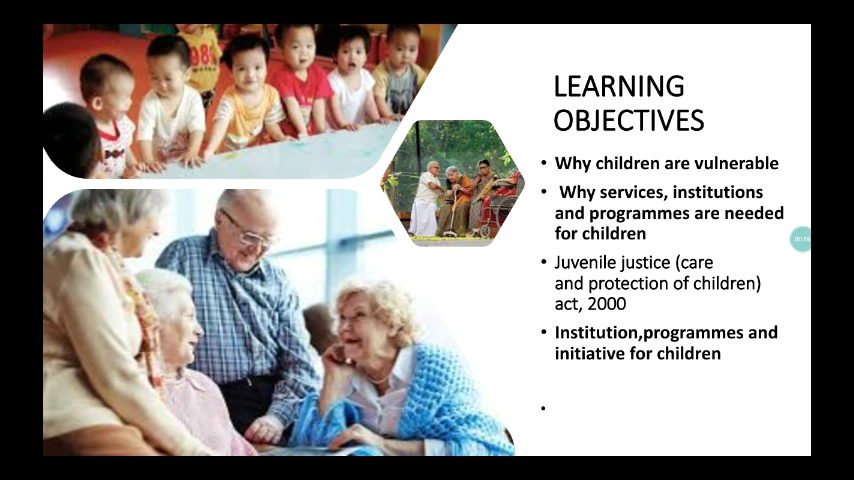 LEARNING
OBJECTIVES
• Why children are vulnerable
• Why services, institutions
and programmes are needed
for children
• Juvenile justice (care
and protection of children)
act, 2000
• Institution,programmes and
initiative for children
•
98